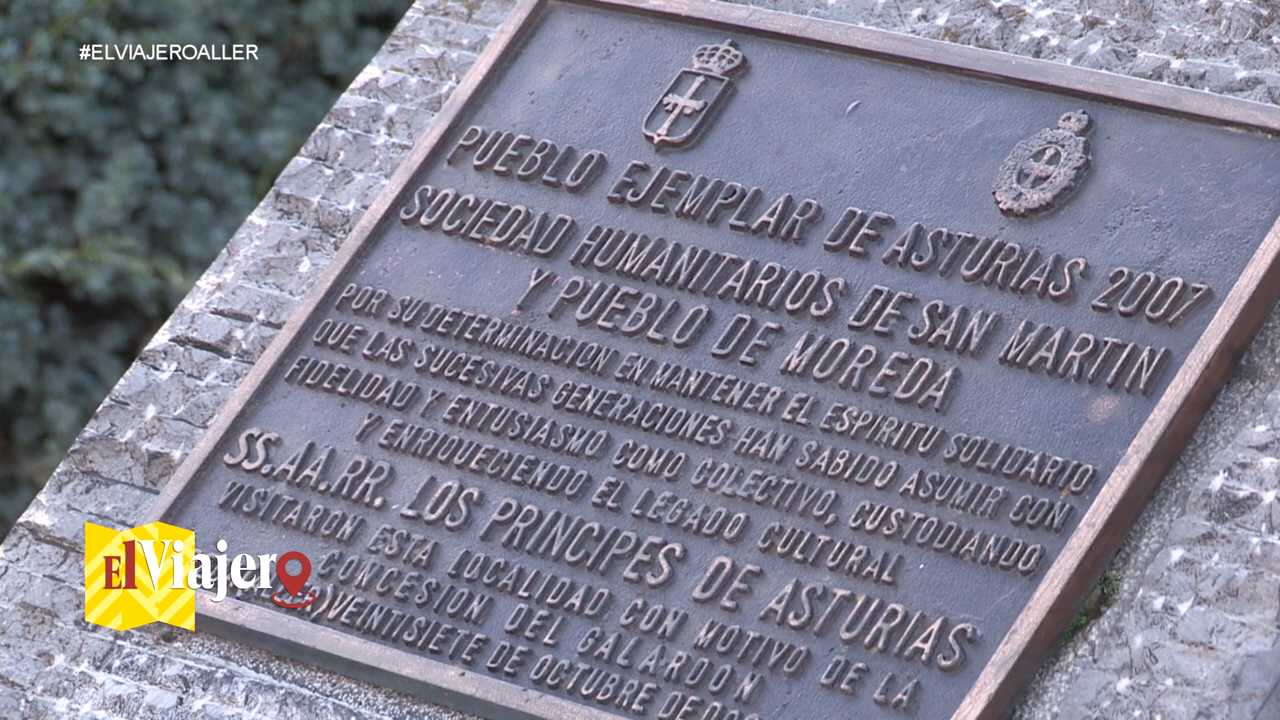 #ELVIAJEROALLER
PUEBLO EJEMPLAR DE ASTURIAS 2007
SOCIEDAD HUMANITARIOS DE SAN MARTIN
Y PUEBLO DE MOREDA
POR SU DETERMINACION EN MANTENER EL ESPIRITU SOLIDARIO
QUE LAS SUCESIVAS GENERACIONES HAN SABIDO ASUMIR CON
FIDELIDAD Y ENTUSIASMO COMO COLECTIVO, CUSTODIANDO
Y ENRIQUECIENDO EL LEGADO CULTURAL
SS.AA.RR. LOS PRINCIPES DE ASTURIAS
VISITARON ESTA LOCALIDAD CON MOTIVO DE LA
CONCESION DEL GALARDON
VEINTISIETE DE OCTUBRE DE
El Viajero